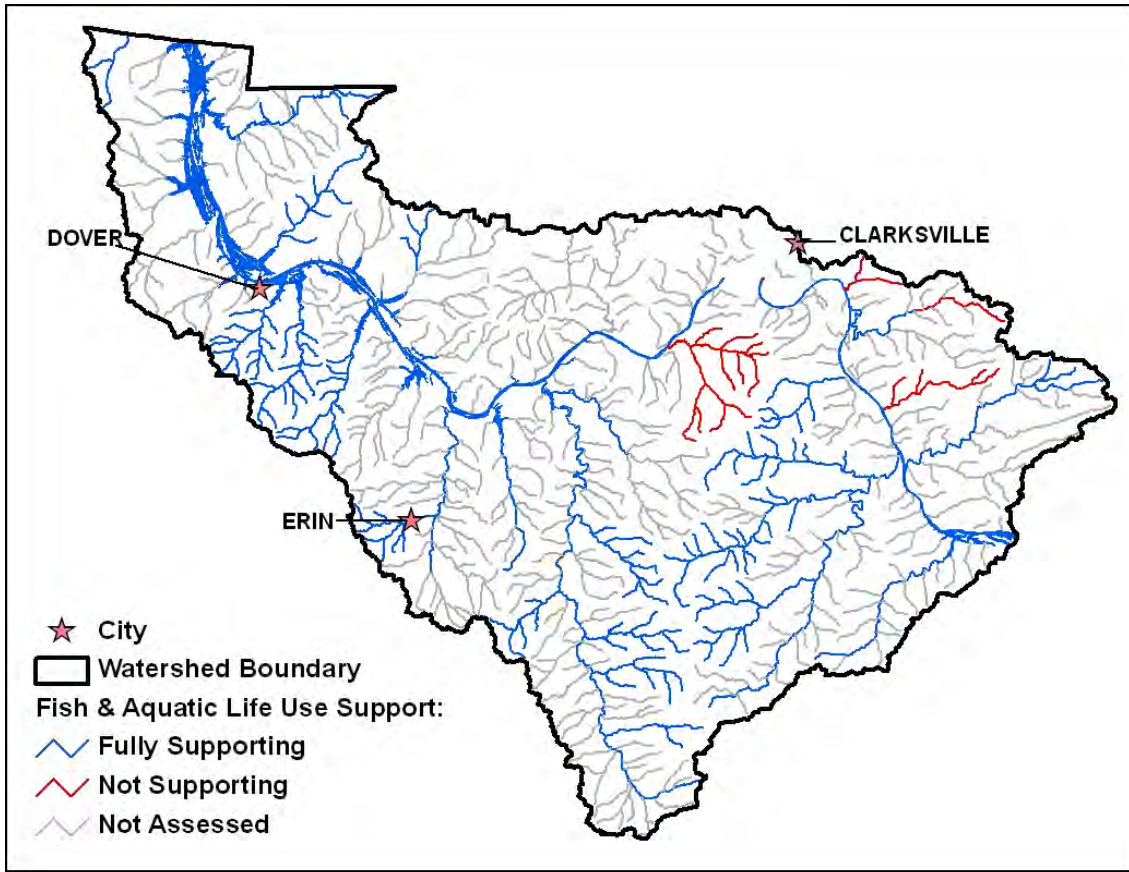 DOVER
CLARKSVILLE
ERIN
City
Watershed Boundary
Fish & Aquatic Life Use Support:
Fully Supporting
Not Supporting
Not Assessed